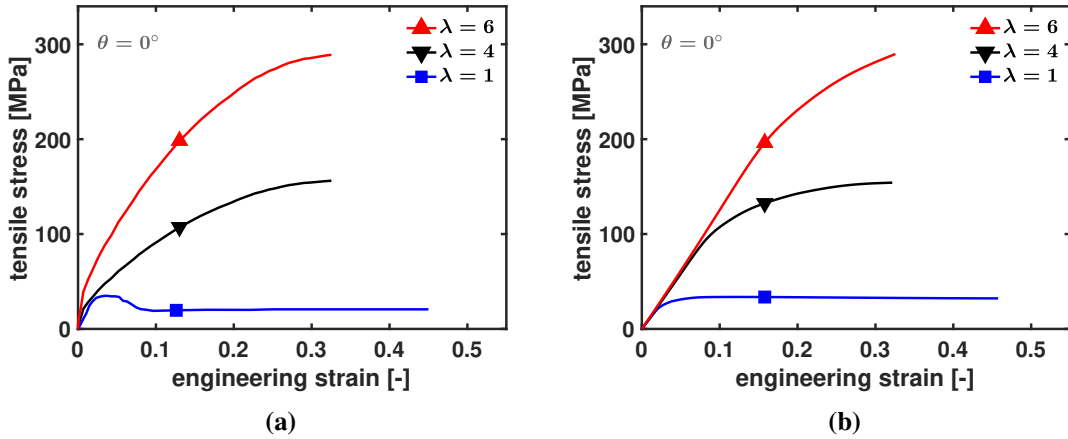 θ = 0°
λ = 6
λ = 4
λ = 1
300
200
100
0
tensile stress [MPa]
0
0.1
0.2
0.3
0.4
0.5
engineering strain [-]
(a)
θ = 0°
λ = 6
λ = 4
λ = 1
300
200
100
0
tensile stress [MPa]
0
0.1
0.2
0.3
0.4
0.5
engineering strain [-]
(b)